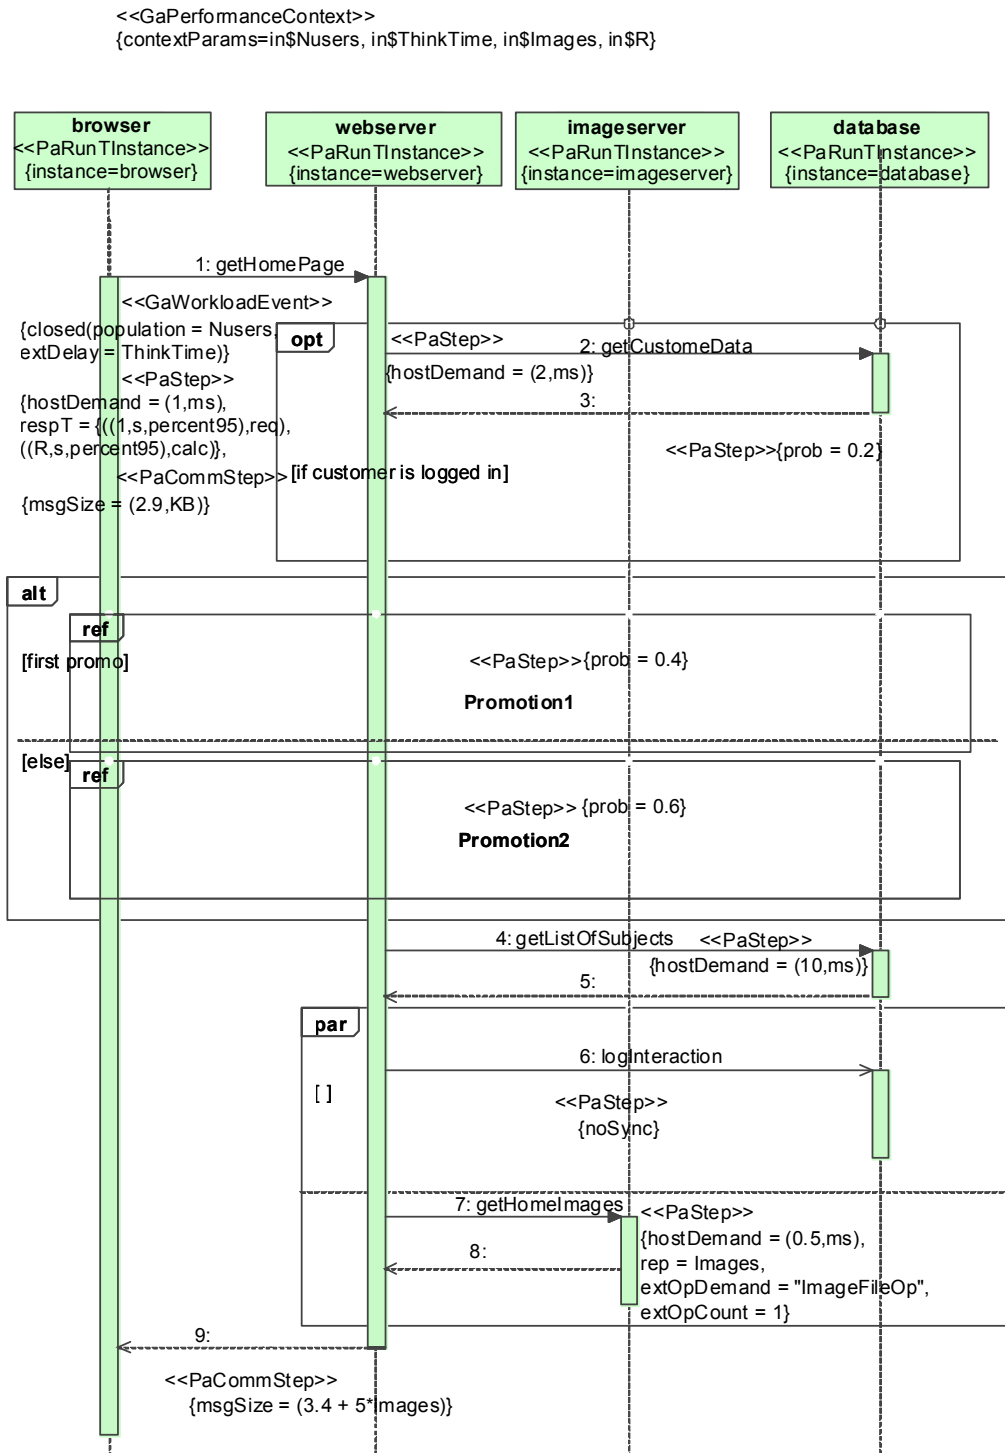 <<GaPerformanceContext>>
{contextParams=in$Nusers, in$ThinkTime, in$Images, in$R}
browser
<<PaRunTInstance>>
{instance=browser}
webserver
<<PaRunTInstance>>
{instance=webserver}
imageserver
<<PaRunTInstance>>
{instance=imageserver}
database
<<PaRunTInstance>>
{instance=database}
1: getHomePage
<<GaWorkloadEvent>>
{closed(population = Nusers,
extDelay = ThinkTime)}
<<PaStep>>
{hostDemand = (1,ms),
respT = {((1,s,percent95),req),
((R,s,percent95),calc)},
<<PaCommStep>>
{msgSize = (2.9,KB)}
opt
<<PaStep>>
2: getCustomeData
{hostDemand = (2,ms)}
3:
<<PaStep>>{prob = 0.2}
[if customer is logged in]
alt
ref
[first promo]
<<PaStep>>{prob = 0.4}
Promotion1
[else]
ref
<<PaStep>> {prob = 0.6}
Promotion2
4: getListOfSubjects
<<PaStep>>
{hostDemand = (10,ms)}
5:
par
6: logInteraction
[ ]
<<PaStep>>
{noSync}
7: getHomeImages
<<PaStep>>
{hostDemand = (0.5,ms),
rep = Images,
extOpDemand = "ImageFileOp",
extOpCount = 1}
8:
9:
<<PaCommStep>>
{msgSize = (3.4 + 5*Images)}